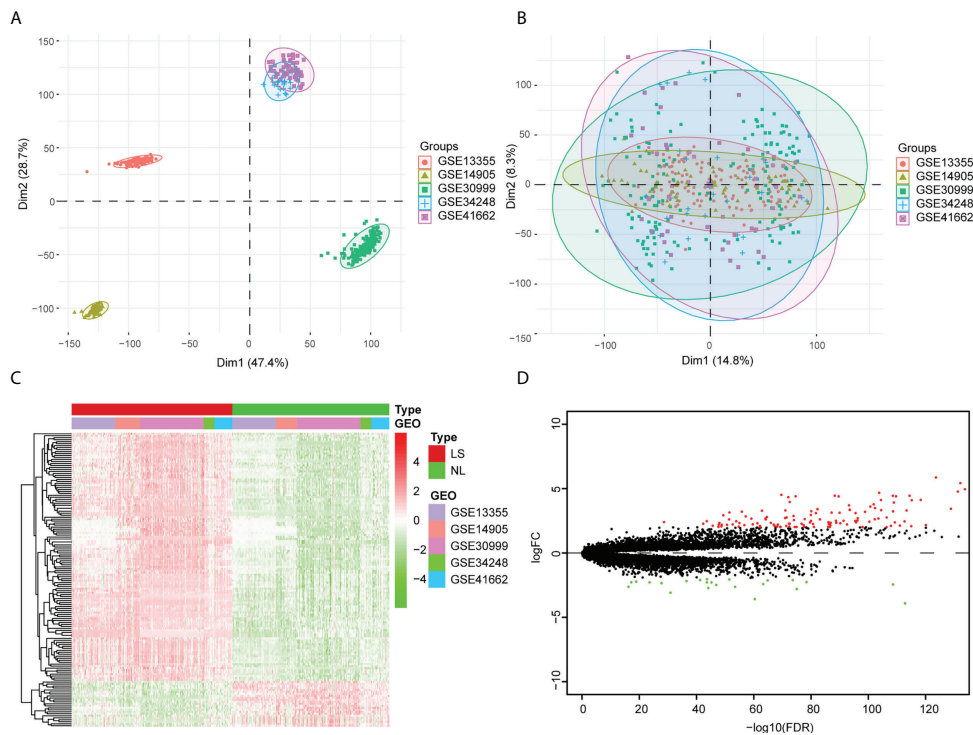 A
150
100
50
0
−50
−100
−150
−100
−50
0
50
100
Dim2 (28.7%)
Dim1 (47.4%)
Groups
GSE13355
GSE14905
GSE30999
GSE34248
GSE41662
B
100
50
0
−50
−100
8.150
−100
0
100
Dim2 (8.3%)
Dim1 (14.8%)
Groups
GSE13355
GSE14905
GSE30999
GSE34248
GSE41662
C
Type
GEO
4
2
0
−2
−4
Type
LS
NL
GEO
GSE13355
GSE14905
GSE30999
GSE34248
GSE41662
D
10
5
0
−5
−10
0
20
40
60
80
100
120
logFC
−log10(FDR)